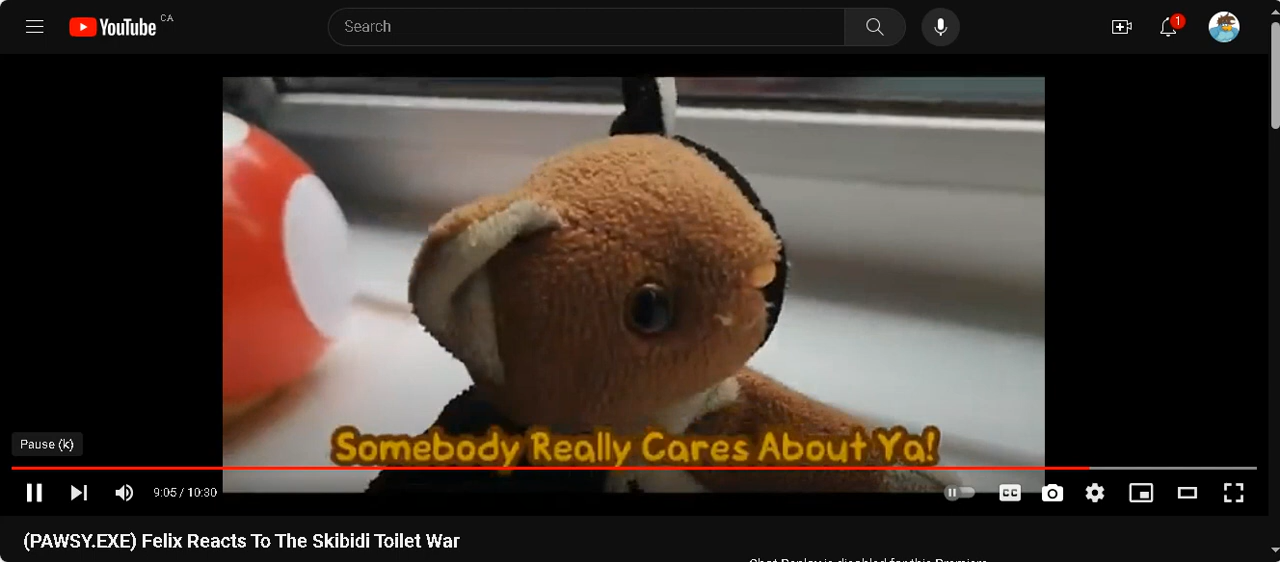 YouTube CA
Search
1
Somebody Really Cares About Ya!
Pause (k)
9:05 / 10:30
CC
(PAWSY.EXE) Felix Reacts To The Skibidi Toilet War